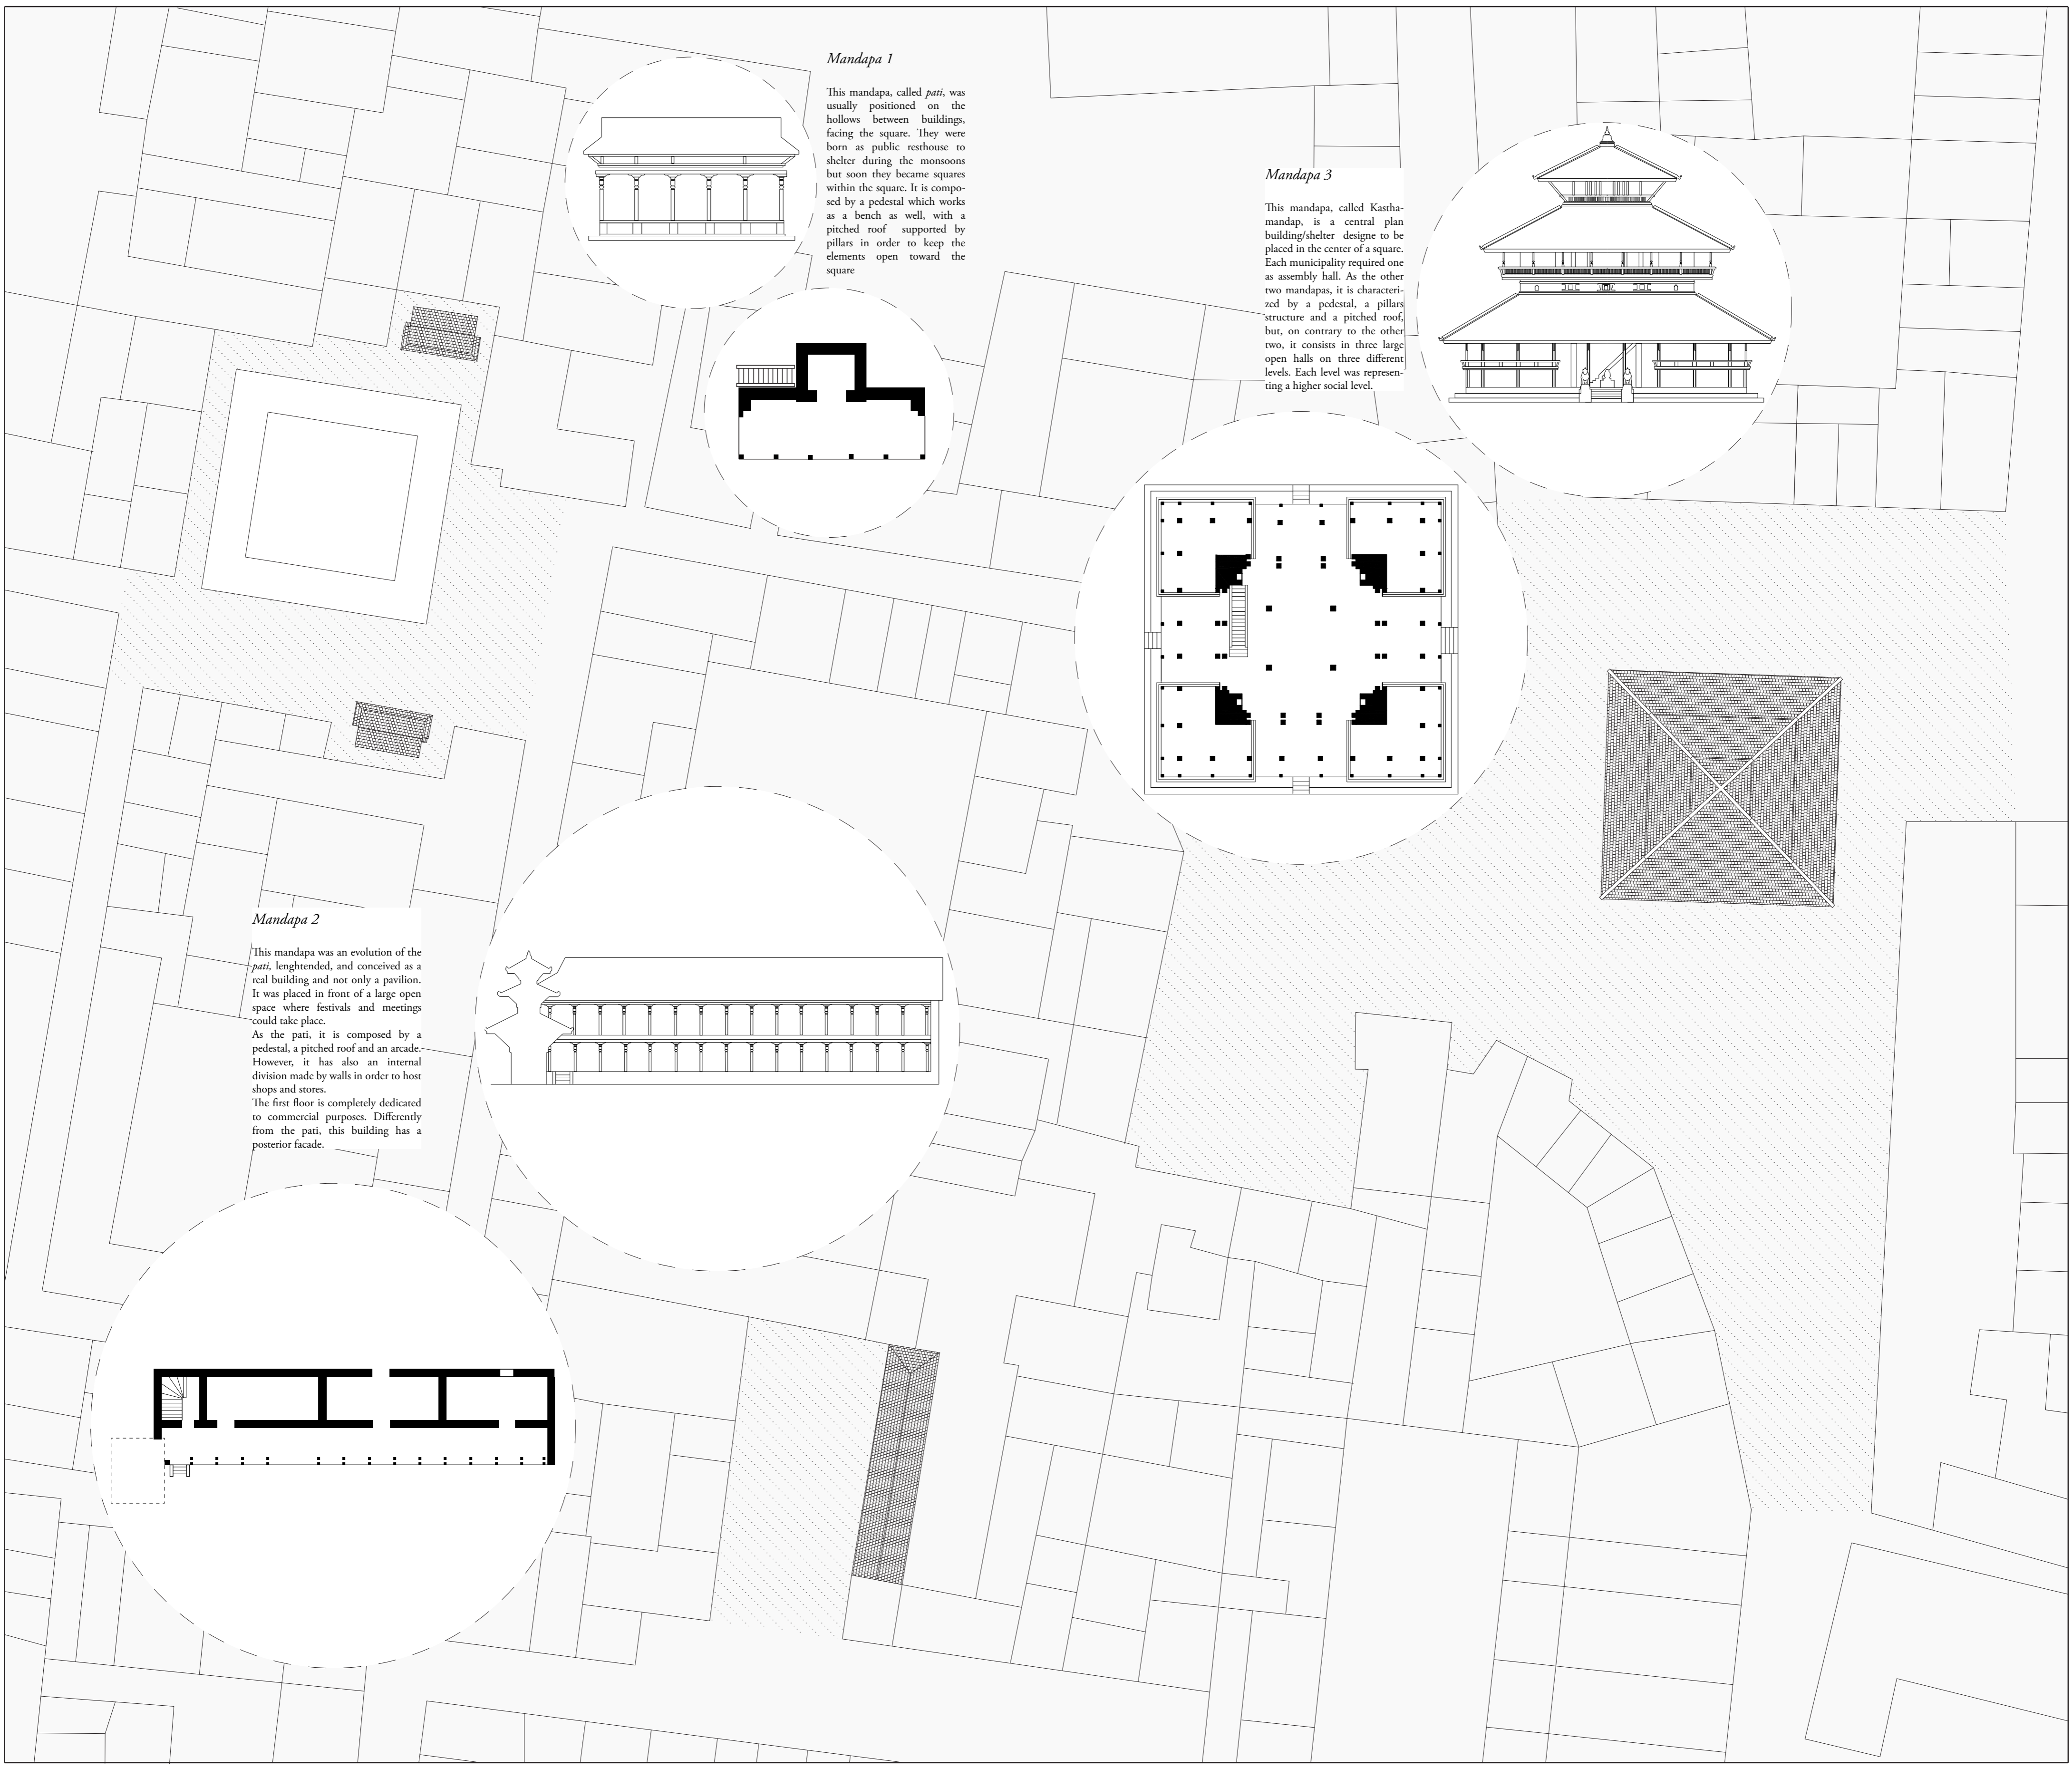 Mandapa 1
This mandapa, called pati, was
usually positioned on the
hollows between buildings,
facing the square. They were
born as public resthouse to
shelter during the monsoons
but soon they became squares
within the square. It is compo-
sed by a pedestal which works
as a bench as well, with a
pitched roof supported by
pillars in order to keep the
elements open toward the
square
Mandapa 3
This mandapa, called Kastha-
mandap, is a central plan
building/shelter designe to be
placed in the center of a square.
Each municipality required one
as assembly hall. As the other
two mandapas, it is characteri-
zed by a pedestal, a pillars
structure and a pitched roof,
but, on contrary to the other
two, it consists in three large
open halls on three different
levels. Each level was represen-
ting a higher social level.
Mandapa 2
This mandapa was an evolution of the
pati, lenghtended, and conceived as a
real building and not only a pavilion.
It was placed in front of a large open
space where festivals and meetings
could take place.
As the pati, it is composed by a
pedestal, a pitched roof and an arcade.
However, it has also an internal
division made by walls in order to host
shops and stores.
The first floor is completely dedicated
to commercial purposes. Differently
from the pati, this building has a
posterior facade.